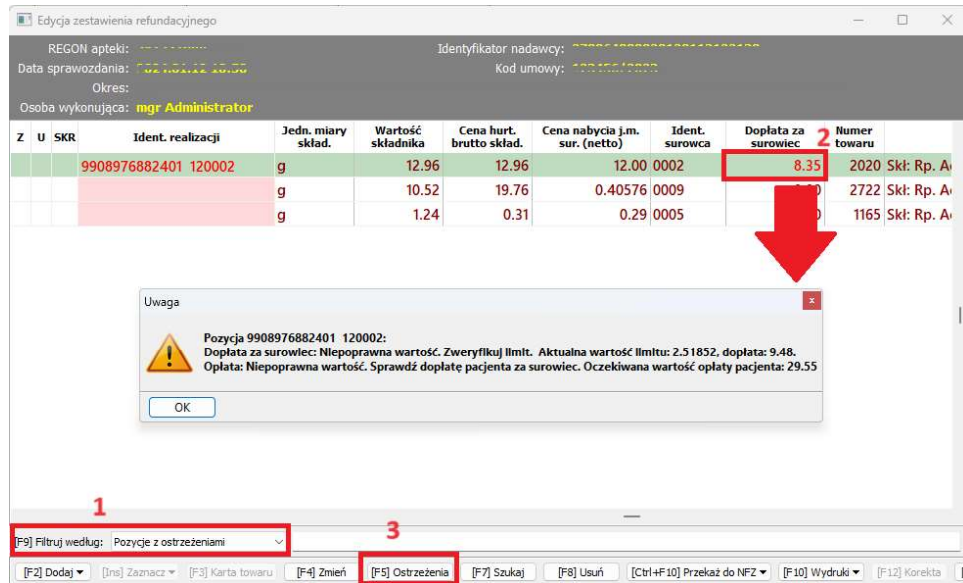 Edycja zestawienia refundacyjnego
REGON apteki:
Identyfikator nadawcy:
Data sprawozdania:
Kod umowy:
Okres:
Osoba wykonująca: mgr Administrator
Z U SKR Ident. realizacji Jedn. miary skład. Wartość składnika Cena hurt. brutto skład. Cena nabycia j.m. sur. (netto) Ident. surowca Dopłata za surowiec 2 Numer towaru
9908976882401 120002 g 12.96 12.96 12.00 0002 8.35 2020 Skł: Rp.
g 10.52 19.76 0.40576 0009 2722 Skł: Rp.
g 1.24 0.31 0.29 0005 1165 Skł: Rp.
Uwaga
Pozycja 9908976882401 120002:
Dopłata za surowiec: Niepoprawna wartość. Zweryfikuj limit. Aktualna wartość limitu: 2.51852, dopłata: 9.48.
Opłata: Niepoprawna wartość. Sprawdź dopłatę pacjenta za surowiec. Oczekiwana wartość opłaty pacjenta: 29.55
OK
1
3
[F9] Filtruj według: Pozycje z ostrzeżeniami
[F2] Dodaj [Ins] Zaznacz [F3] Karta towaru [F4] Zmień [F5] Ostrzeżenia [F7] Szukaj [F8] Usuń [Ctrl+F10] Przekaż do NFZ [F10] Wydruki [F12] Korekta